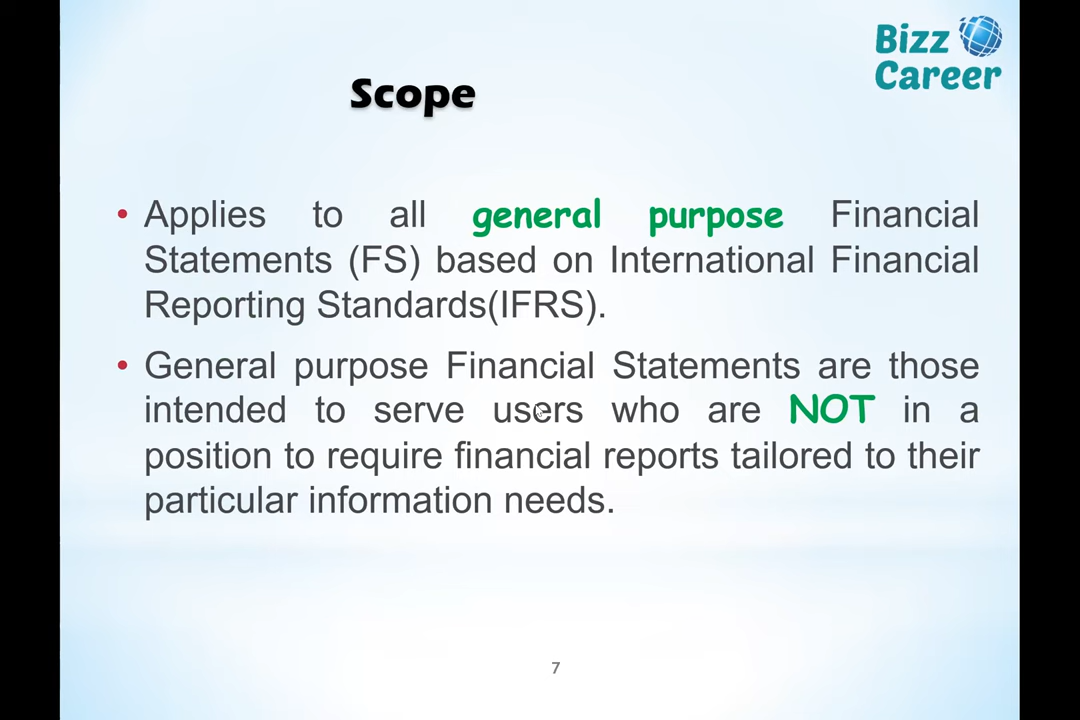 Bizz
Career
Scope
• Applies to all general purpose Financial
Statements (FS) based on International Financial
Reporting Standards(IFRS).
• General purpose Financial Statements are those
intended to serve users who are NOT in a
position to require financial reports tailored to their
particular information needs.
7